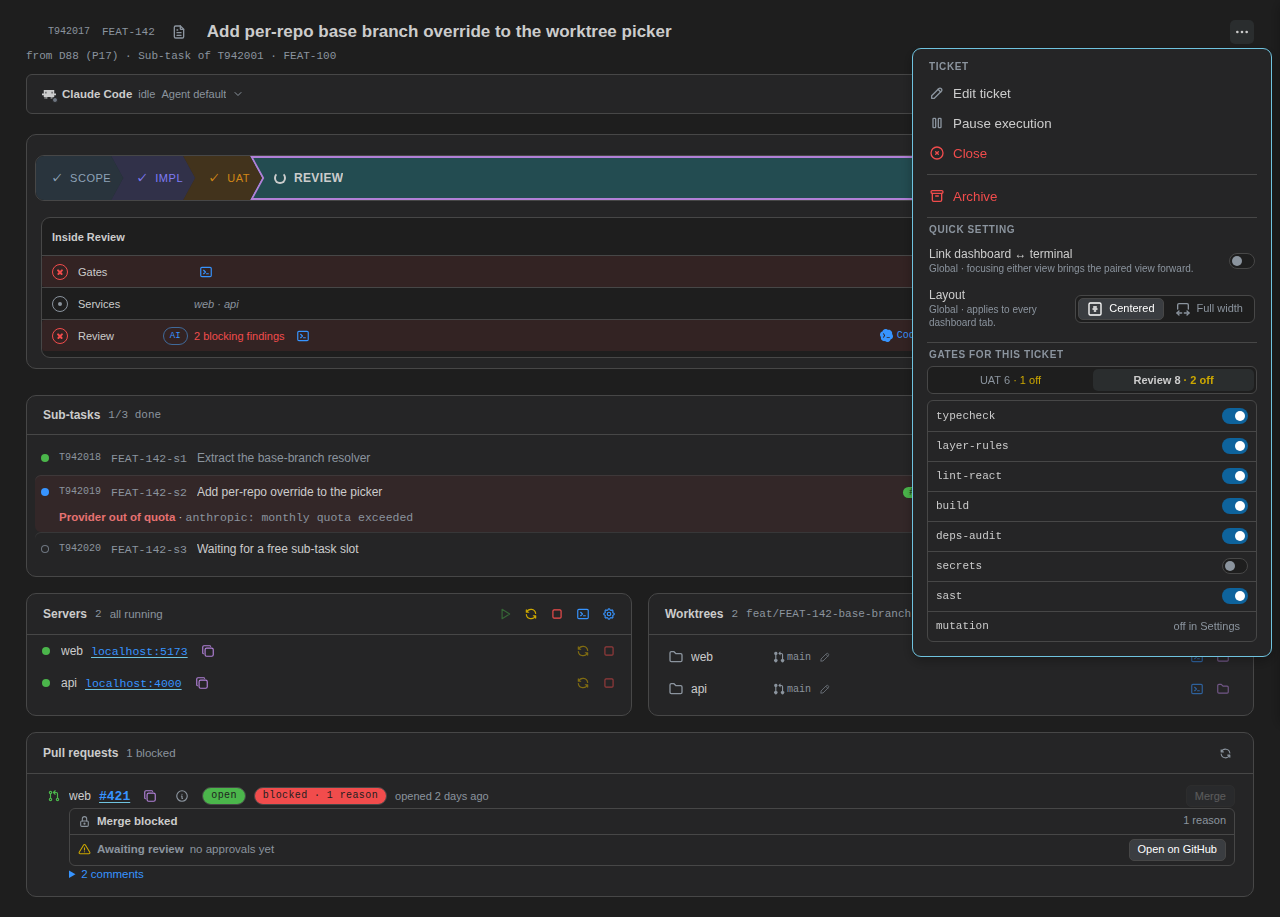 T942017 FEAT-142 Add per-repo base branch override to the worktree picker
from D88 (P17) · Sub-task of T942001 · FEAT-100
Claude Code idle Agent default
SCOPE IMPL UAT REVIEW
Inside Review
Gates
Services web · api
Review AI 2 blocking findings
Sub-tasks 1/3 done
T942018 FEAT-142-s1 Extract the base-branch resolver
T942019 FEAT-142-s2 Add per-repo override to the picker
Provider out of quota · anthropic: monthly quota exceeded
T942020 FEAT-142-s3 Waiting for a free sub-task slot
Servers 2 all running
web localhost:5173
api localhost:4000
Worktrees 2 feat/FEAT-142-base-branch
web main
api main
Pull requests 1 blocked
web #421 open blocked · 1 reason opened 2 days ago Merge
Merge blocked 1 reason
Awaiting review no approvals yet Open on GitHub
2 comments
TICKET
Edit ticket
Pause execution
Close
Archive
QUICK SETTING
Link dashboard ↔ terminal
Global · focusing either view brings the paired view forward.
Layout
Global · applies to every
dashboard tab.
Centered Full width
GATES FOR THIS TICKET
UAT 6 · 1 off Review 8 · 2 off
typecheck
layer-rules
lint-react
build
deps-audit
secrets
sast
mutation off in Settings